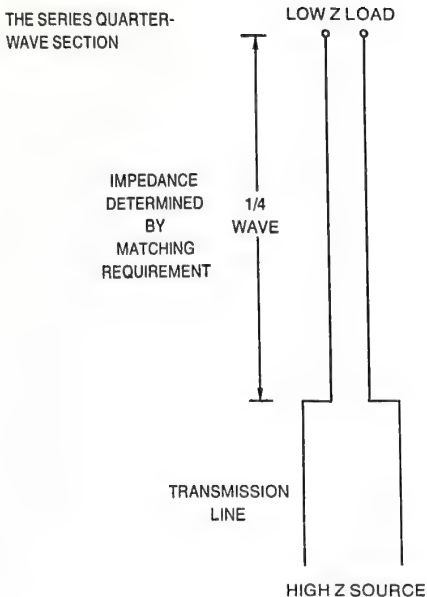 THE SERIES QUARTER-
WAVE SECTION
LOW Z LOAD
IMPEDANCE
DETERMINED
BY
MATCHING
REQUIREMENT
1/4
WAVE
TRANSMISSION
LINE
HIGH Z SOURCE